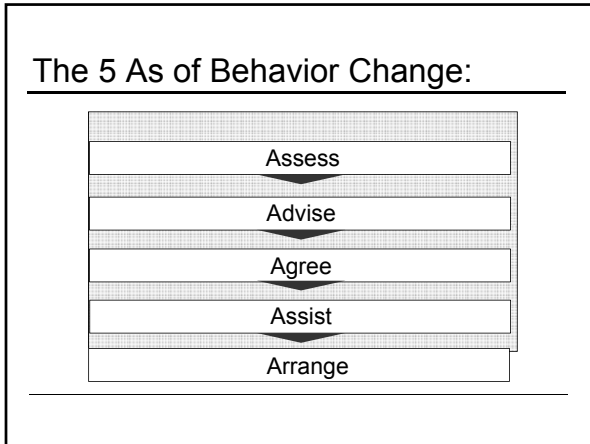 The 5 As of Behavior Change:
Assess
Advise
Agree
Assist
Arrange